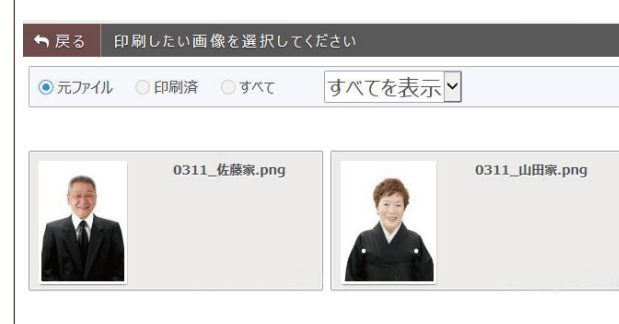 戻る 印刷したい画像を選択してください
元ファイル 印刷済 すべて すべてを表示
0311_佐藤家.png 0311_山田家.png